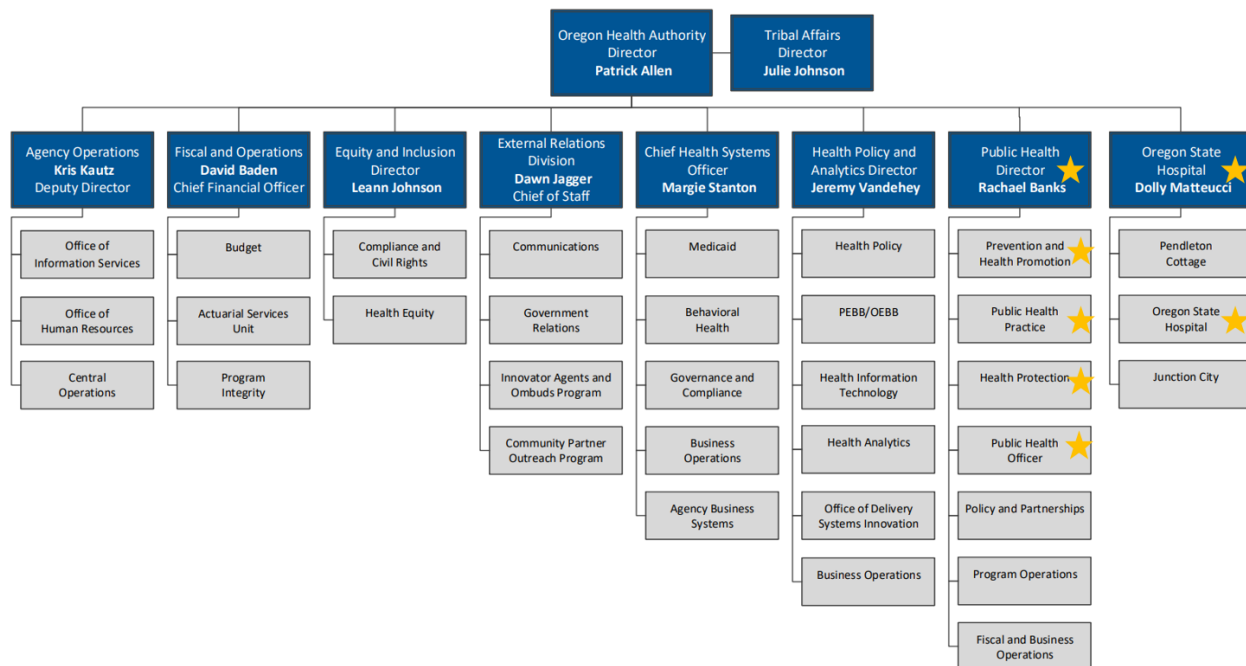 Oregon Health Authority
Director
Patrick Allen
Tribal Affairs
Director
Julie Johnson
Agency Operations
Kris Kautz
Deputy Director
Fiscal and Operations
David Baden
Chief Financial Officer
Equity and Inclusion
Director
Leann Johnson
External Relations
Division
Dawn Jagger
Chief of Staff
Chief Health Systems
Officer
Margie Stanton
Health Policy and
Analytics Director
Jeremy Vandehey
Public Health
Director
Rachael Banks
Oregon State
Hospital
Dolly Matteucci
Office of
Information Services
Office of
Human Resources
Central
Operations
Budget
Actuarial Services
Unit
Program
Integrity
Compliance and
Civil Rights
Health Equity
Communications
Government
Relations
Innovator Agents and
Ombuds Program
Community Partner
Outreach Program
Medicaid
Behavioral
Health
Governance and
Compliance
Business
Operations
Agency Business
Systems
Health Policy
PEBB/OEBB
Health Information
Technology
Health Analytics
Office of Delivery
Systems Innovation
Business Operations
Prevention and
Health Promotion
Public Health
Practice
Health Protection
Public Health
Officer
Policy and Partnerships
Program Operations
Fiscal and Business
Operations
Pendleton
Cottage
Oregon State
Hospital
Junction City